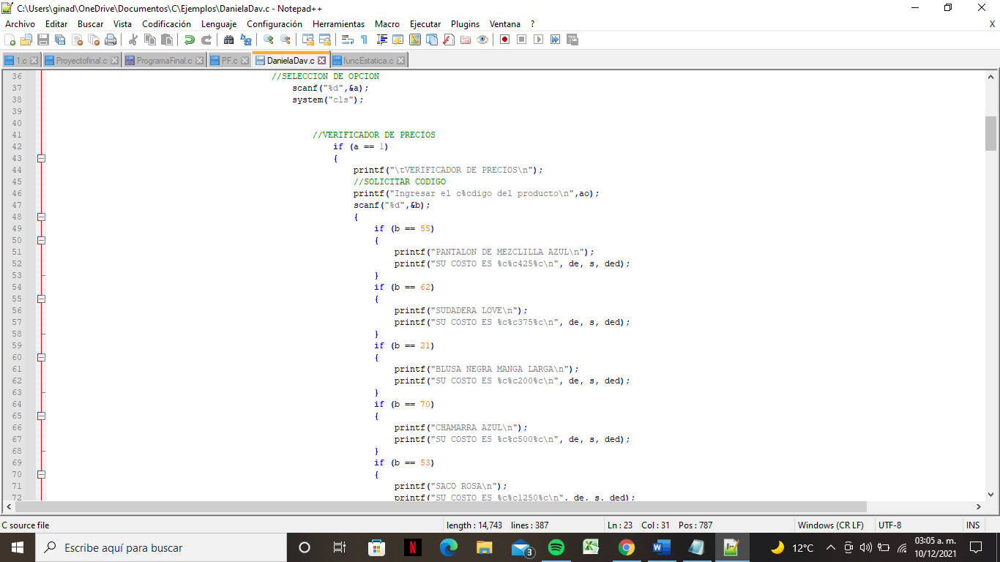 C:\Users\ginad\OneDrive\Documentos\C\Ejemplos\DanielaDav.c - Notepad++
Archivo Editar Buscar Vista Codificación Lenguaje Configuración Herramientas Macro Ejecutar Plugins Ventana ? X
1.c Proyectofinal.c ProgramaFinal.c PF.c DanielaDav.c funcEstatica.c
36 //SELECCION DE OPCION
37 scanf("%d",&a);
38 system("cls");
39
40
41 //VERIFICADOR DE PRECIOS
42 if (a == 1)
43 {
44 printf("\tVERIFICADOR DE PRECIOS\n");
45 //SOLICITAR CODIGO
46 printf("Ingresar el c%cdigo del producto\n",ao);
47 scanf("%d",&b);
48 {
49 if (b == 55)
50 {
51 printf("PANTALON DE MEZCLILLA AZUL\n");
52 printf("SU COSTO ES %c%c425%c\n", de, s, ded);
53 }
54 if (b == 62)
55 {
56 printf("SUDADERA LOVE\n");
57 printf("SU COSTO ES %c%c375%c\n", de, s, ded);
58 }
59 if (b == 21)
60 {
61 printf("BLUSA NEGRA MANGA LARGA\n");
62 printf("SU COSTO ES %c%c200%c\n", de, s, ded);
63 }
64 if (b == 70)
65 {
66 printf("CHAMARRA AZUL\n");
67 printf("SU COSTO ES %c%c500%c\n", de, s, ded);
68 }
69 if (b == 53)
70 {
71 printf("SACO ROSA\n");
72 printf("SU COSTO ES %c%c1250%c\n", de, s, ded);
C source file length : 14,743 lines : 387 Ln : 23 Col : 31 Pos : 787 Windows (CR LF) UTF-8 INS
Escribe aquí para buscar N 3 12°C 03:05 a. m.
10/12/2021